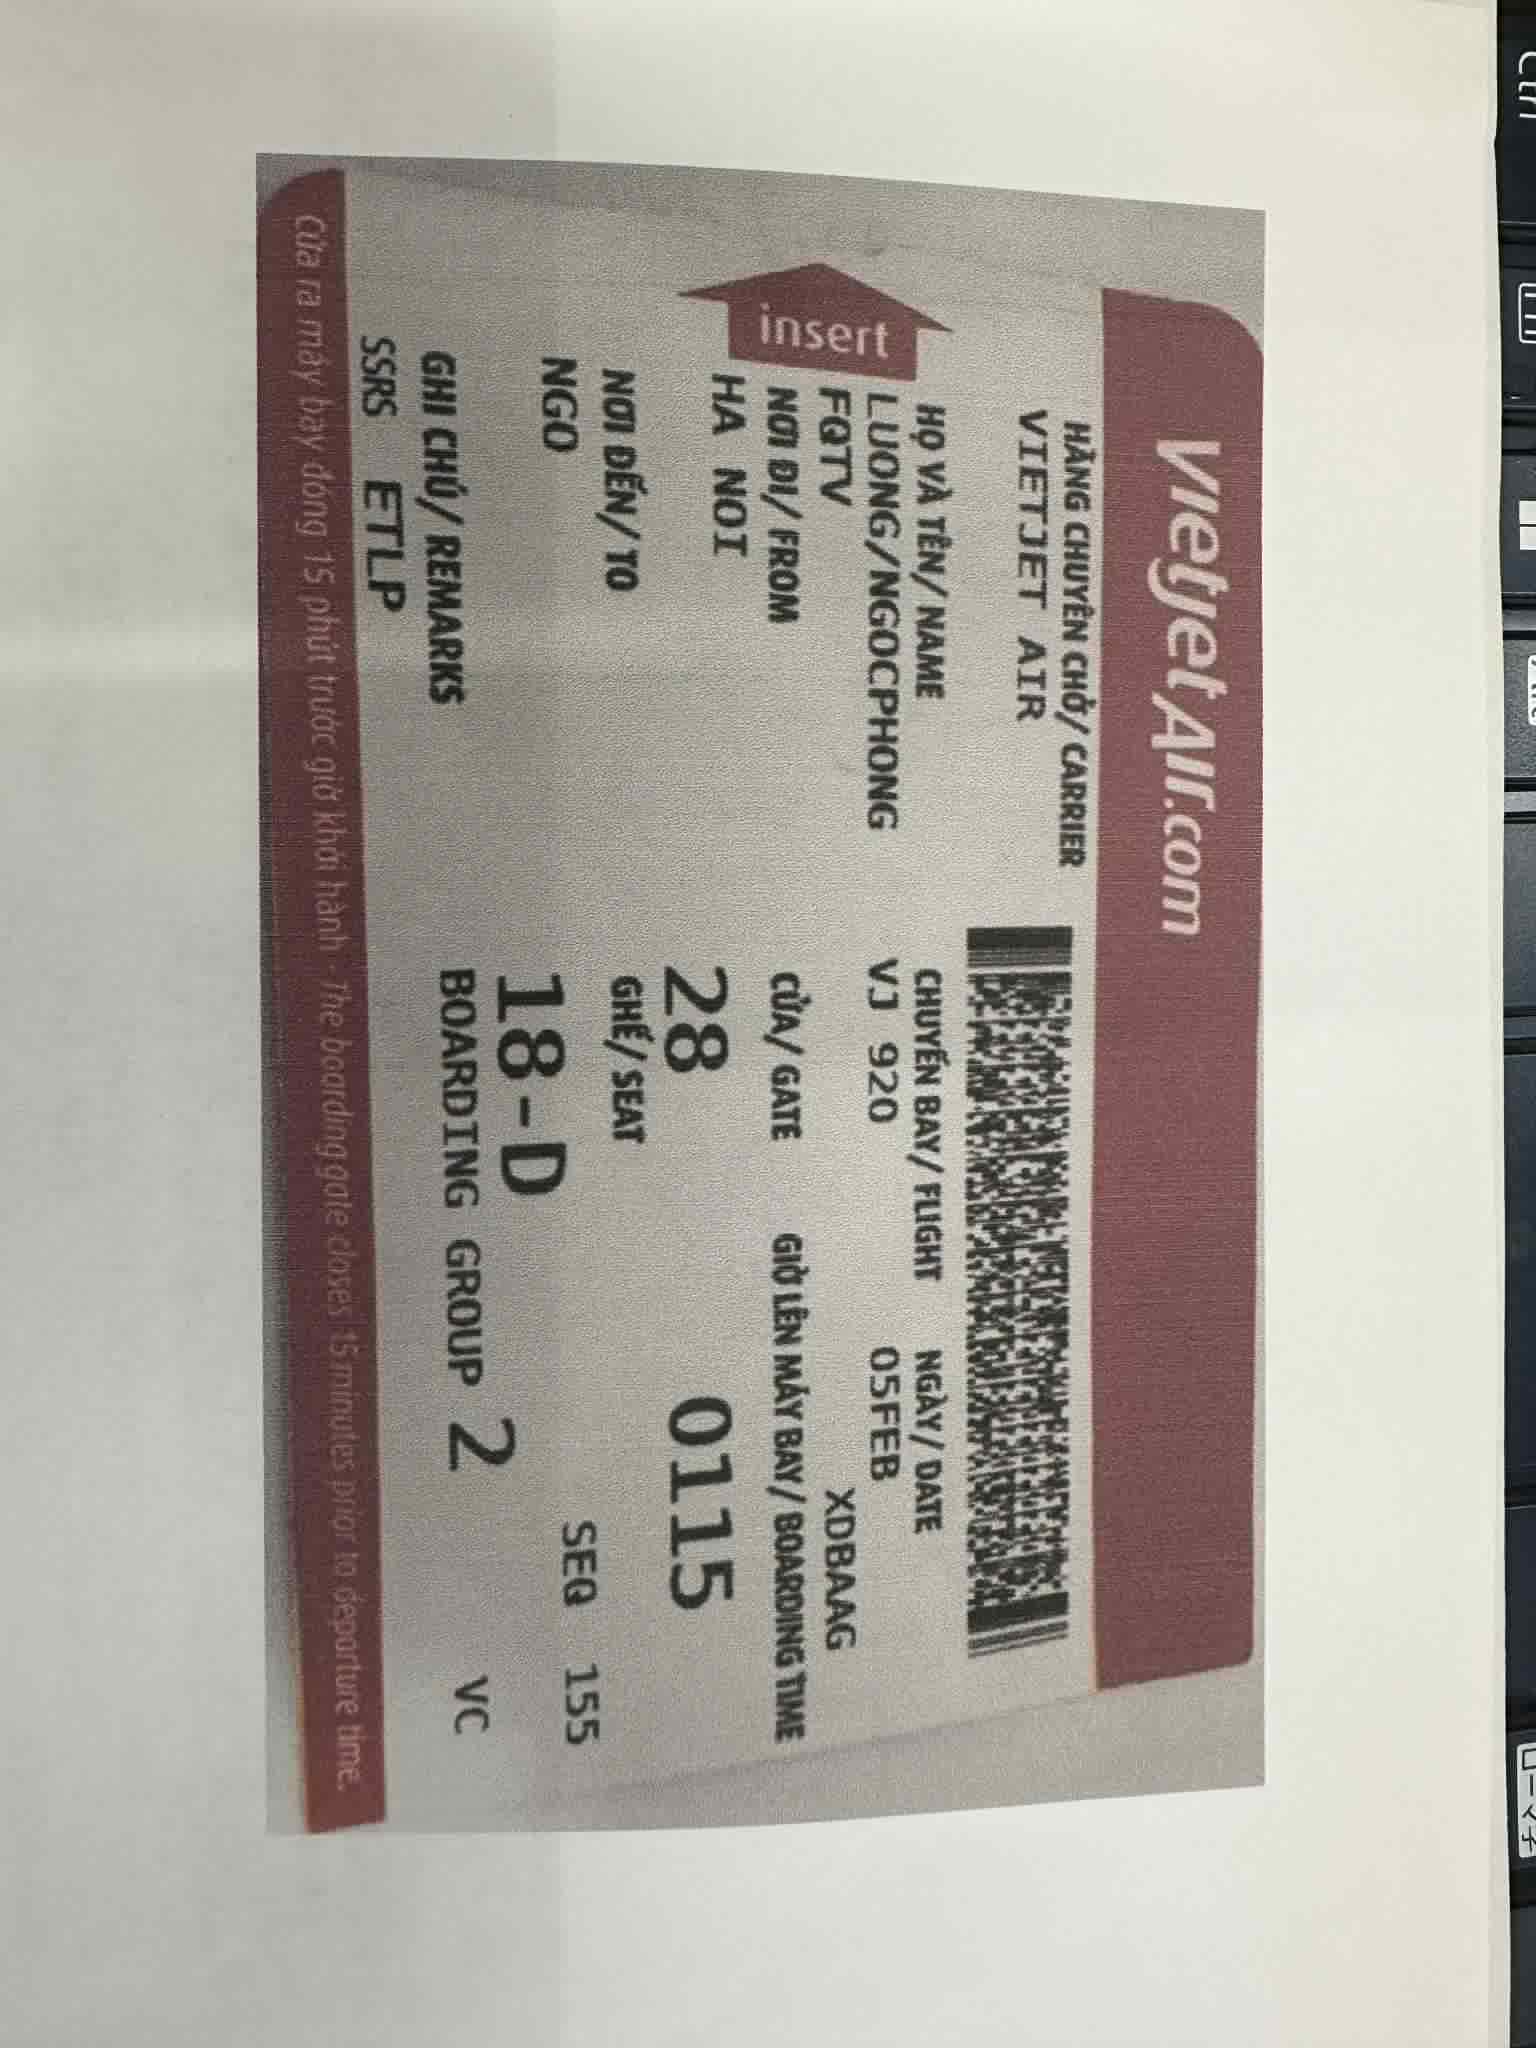 vietjetAir.com
HÃNG CHUYÊN CHỞ/ CARRIER
VIETJET AIR
HỌ VÀ TÊN/ NAME
LUONG/NGOCPHONG
FQTV
NƠI ĐI/ FROM
HA NOI
NƠI ĐẾN/ TO
NGO
GHI CHÚ/ REMARKS
SSRS ETLP
insert
CHUYẾN BAY/ FLIGHT NGÀY/ DATE
VJ 920 05FEB
XDBAAG
CỬA/ GATE GIỜ LÊN MÁY BAY/ BOARDING TIME
28 0115
GHẾ/ SEAT
18-D SEQ 155
BOARDING GROUP 2 VC
Cửa ra máy bay đóng 15 phút trước giờ khởi hành - The boarding gate closes 15 minutes prior to departure time.
Ctrl